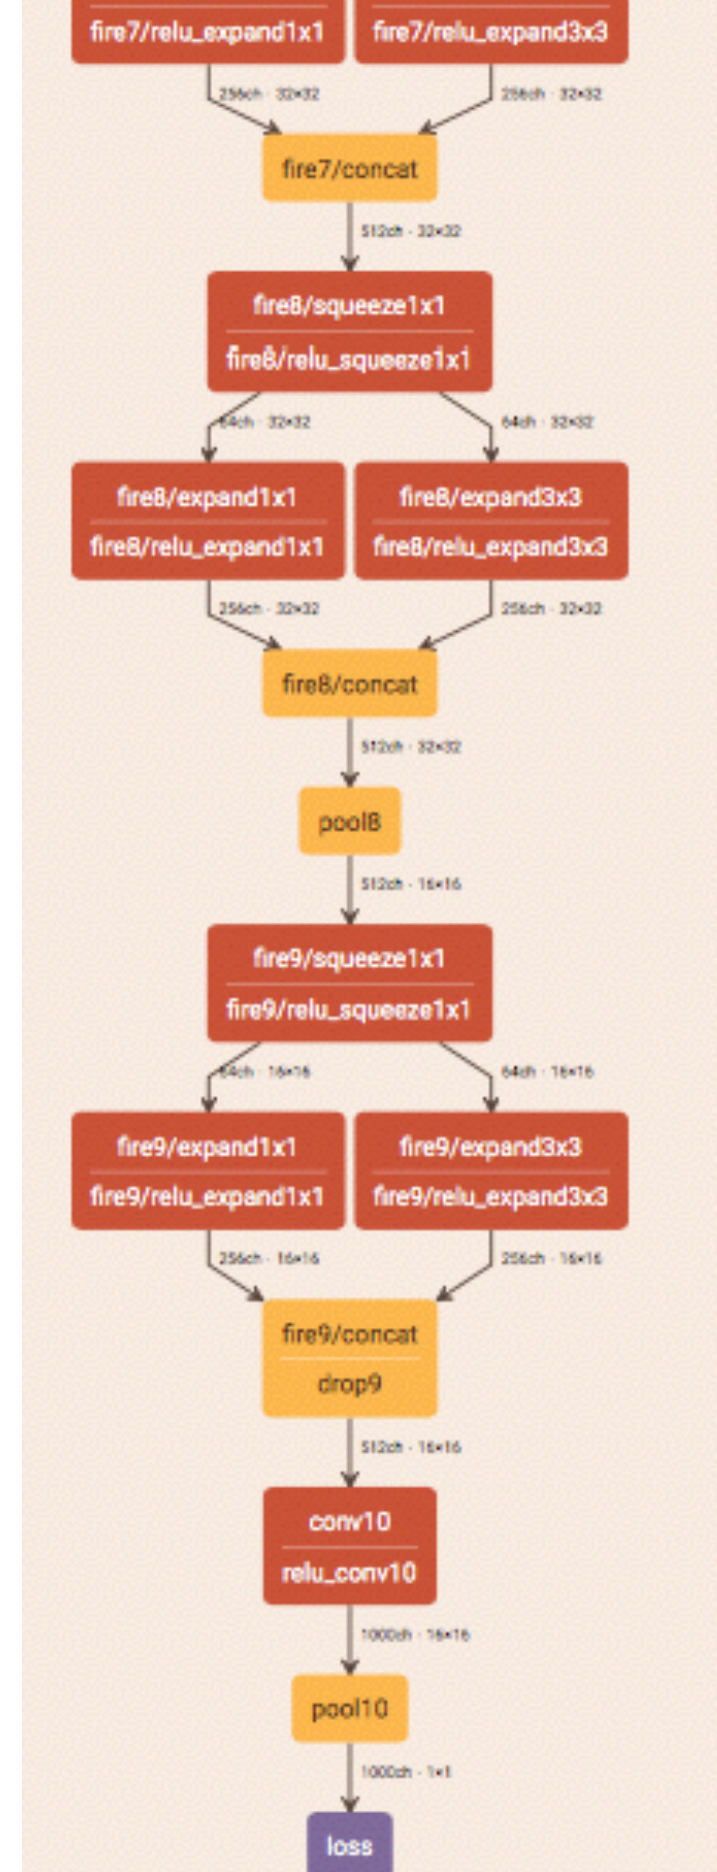 fire7/relu_expand1x1 fire7/relu_expand3x3
256ch · 32×32 256ch · 32×32
fire7/concat
512ch · 32×32
fire8/squeeze1x1
fire8/relu_squeeze1x1
64ch · 32×32 64ch · 32×32
fire8/expand1x1 fire8/expand3x3
fire8/relu_expand1x1 fire8/relu_expand3x3
256ch · 32×32 256ch · 32×32
fire8/concat
512ch · 32×32
pool8
512ch · 16×16
fire9/squeeze1x1
fire9/relu_squeeze1x1
64ch · 16×16 64ch · 16×16
fire9/expand1x1 fire9/expand3x3
fire9/relu_expand1x1 fire9/relu_expand3x3
256ch · 16×16 256ch · 16×16
fire9/concat
drop9
512ch · 16×16
conv10
relu_conv10
1000ch · 16×16
pool10
1000ch · 1×1
loss